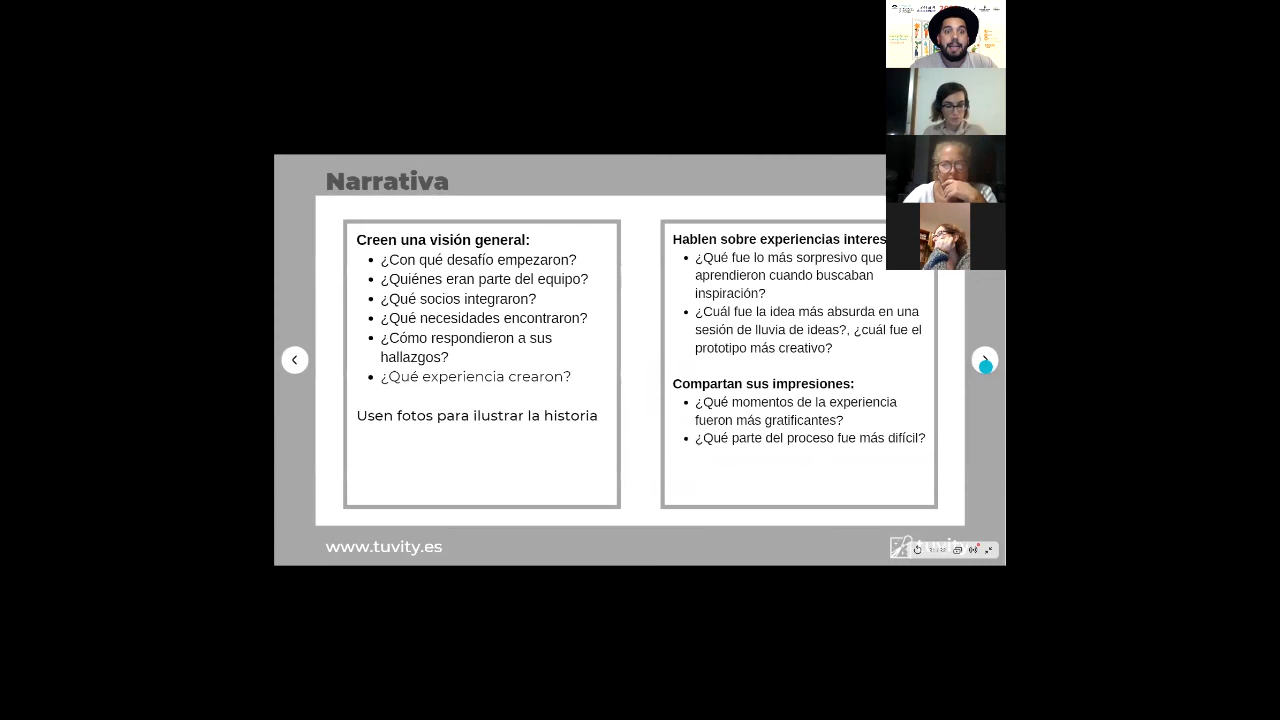 Narrativa
Creen una visión general:
¿Con qué desafío empezaron?
¿Quiénes eran parte del equipo?
¿Qué socios integraron?
¿Qué necesidades encontraron?
¿Cómo respondieron a sus
hallazgos?
¿Qué experiencia crearon?
Usen fotos para ilustrar la historia
Hablen sobre experiencias
¿Qué fue lo más sorpresivo que
aprendieron cuando buscaban
inspiración?
¿Cuál fue la idea más absurda en una
sesión de lluvia de ideas?, ¿cuál fue el
prototipo más creativo?
Compartan sus impresiones:
¿Qué momentos de la experiencia
fueron más gratificantes?
¿Qué parte del proceso fue más difícil?
www.tuvity.es